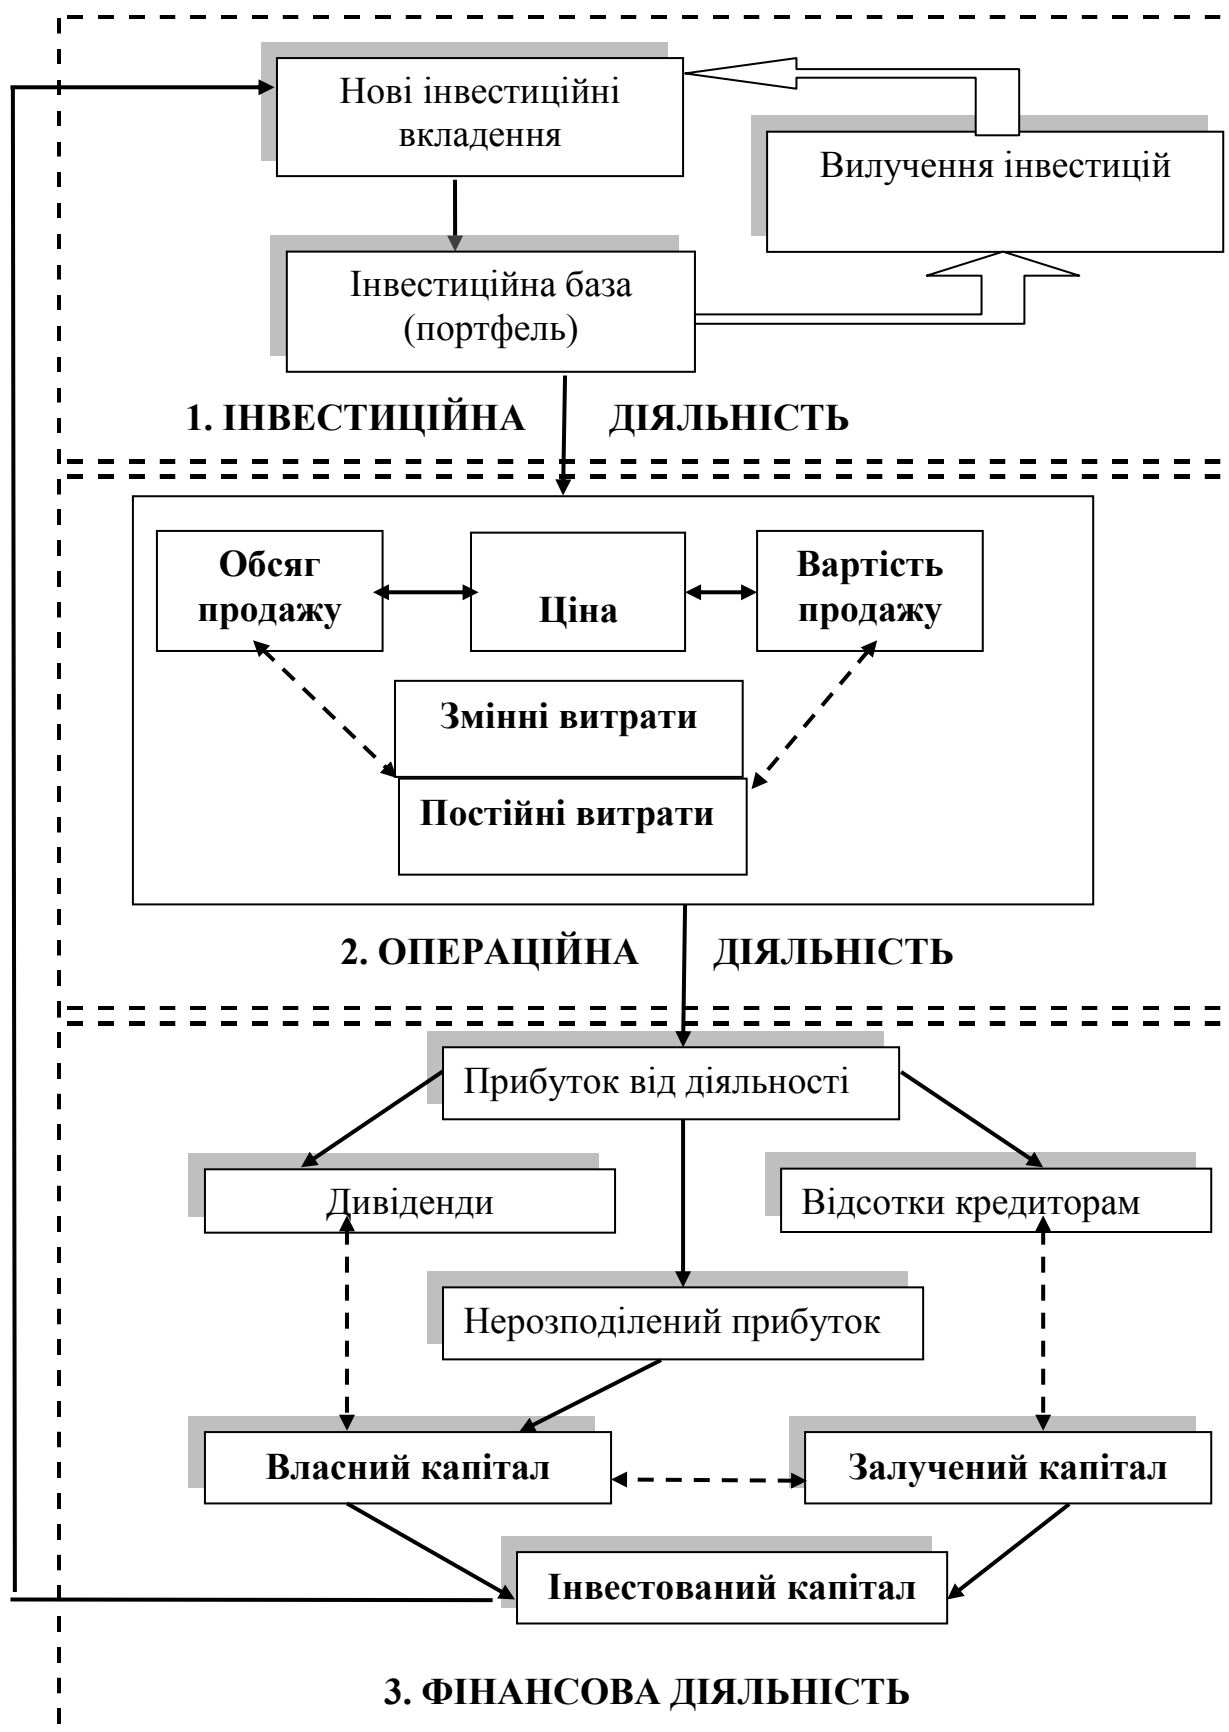 Нові інвестиційні
вкладення
Вилучення інвестицій
Інвестиційна база
(портфель)
1. ІНВЕСТИЦІЙНА ДІЯЛЬНІСТЬ
Обсяг
продажу
Ціна
Вартість
продажу
Змінні витрати
Постійні витрати
2. ОПЕРАЦІЙНА ДІЯЛЬНІСТЬ
Прибуток від діяльності
Дивіденди
Відсотки кредиторам
Нерозподілений прибуток
Власний капітал
Залучений капітал
Інвестований капітал
3. ФІНАНСОВА ДІЯЛЬНІСТЬ